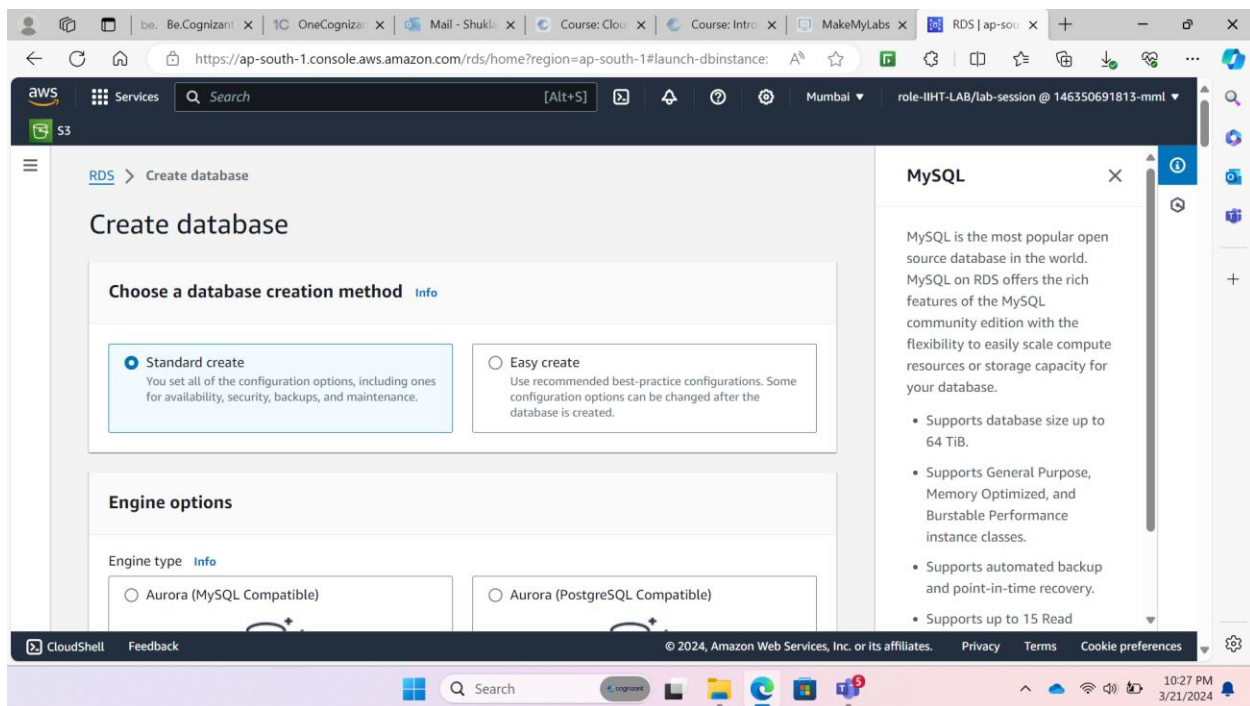 be. Be.Cognizant
1C OneCognizar
Mail - Shukla
Course: Clou
Course: Intro
MakeMyLabs
RDS | ap-sou
https://ap-south-1.console.aws.amazon.com/rds/home?region=ap-south-1#launch-dbinstance:
aws
Services
Search [Alt+S]
Mumbai
role-IIHT-LAB/lab-session @ 146350691813-mml
S3
RDS > Create database
Create database
Choose a database creation method Info
Standard create
You set all of the configuration options, including ones
for availability, security, backups, and maintenance.
Easy create
Use recommended best-practice configurations. Some
configuration options can be changed after the
database is created.
Engine options
Engine type Info
Aurora (MySQL Compatible)
Aurora (PostgreSQL Compatible)
MySQL
MySQL is the most popular open
source database in the world.
MySQL on RDS offers the rich
features of the MySQL
community edition with the
flexibility to easily scale compute
resources or storage capacity for
your database.
• Supports database size up to
64 TiB.
• Supports General Purpose,
Memory Optimized, and
Burstable Performance
instance classes.
• Supports automated backup
and point-in-time recovery.
• Supports up to 15 Read
CloudShell Feedback © 2024, Amazon Web Services, Inc. or its affiliates. Privacy Terms Cookie preferences
Search
cognizant
5
10:27 PM
3/21/2024